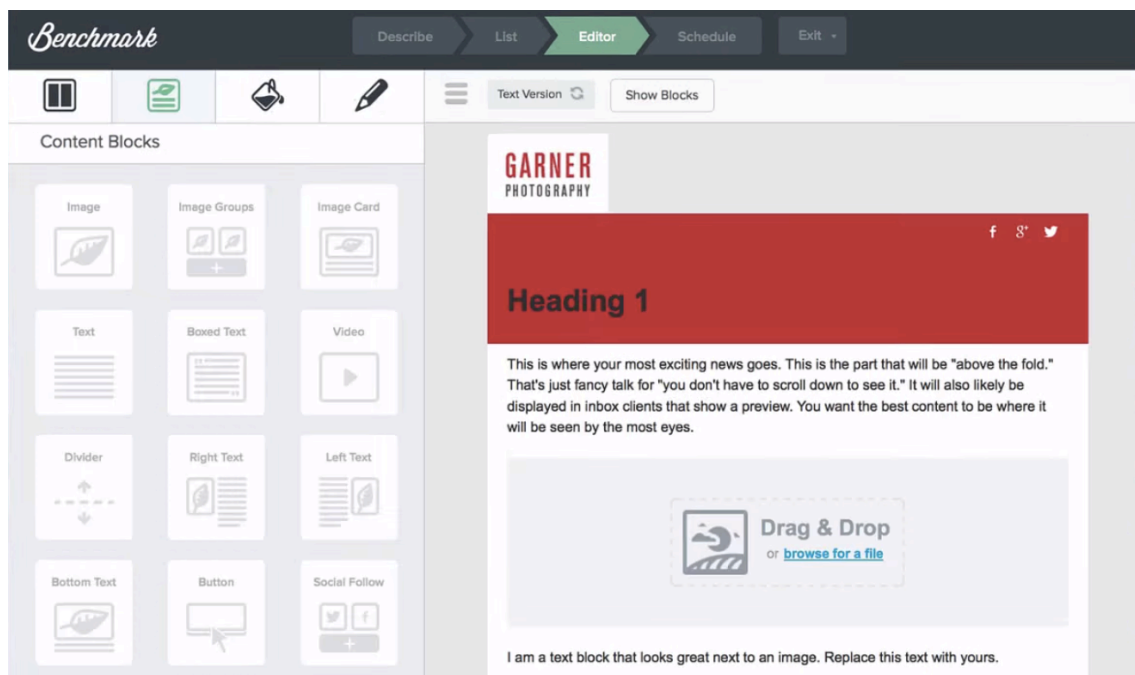 Benchmark
Describe
List
Editor
Schedule
Exit
Text Version
Show Blocks
Content Blocks
Image
Image Groups
Image Card
Text
Boxed Text
Video
Divider
Right Text
Left Text
Bottom Text
Button
Social Follow
GARNER
PHOTOGRAPHY
f 8+
Heading 1
This is where your most exciting news goes. This is the part that will be "above the fold."
That's just fancy talk for "you don't have to scroll down to see it." It will also likely be
displayed in inbox clients that show a preview. You want the best content to be where it
will be seen by the most eyes.
Drag & Drop
or browse for a file
I am a text block that looks great next to an image. Replace this text with yours.